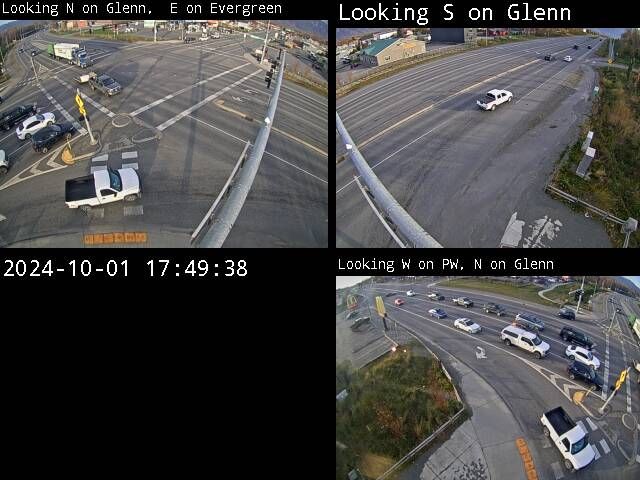 Looking N on Glenn,  E on Evergreen
Looking S on Glenn
2024-10-01 17:49:38
Looking W on PW, N on Glenn